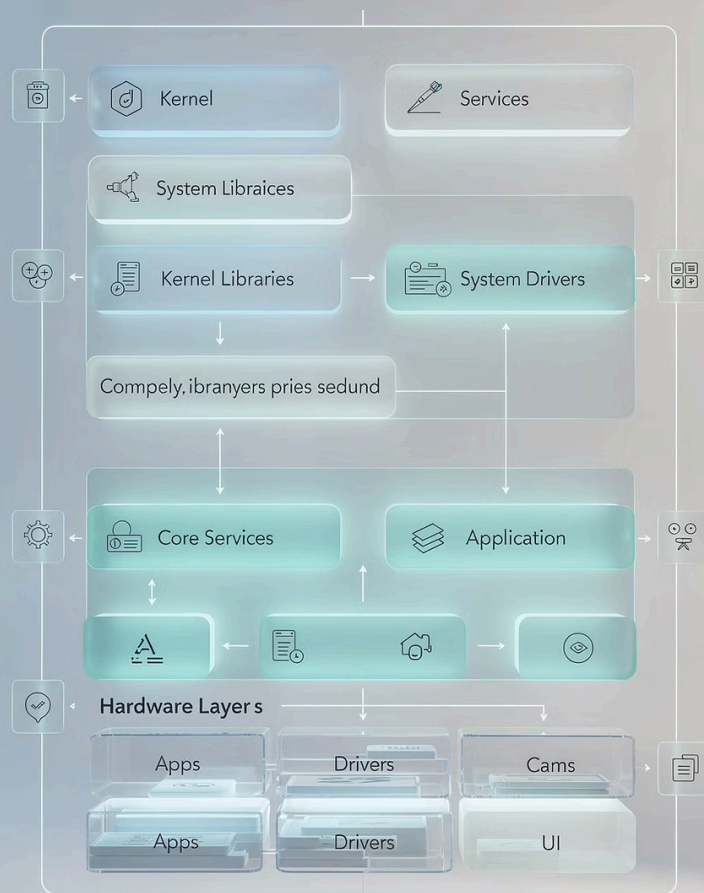 Kernel
Services
System Libraices
Kernel Libraries
System Drivers
Compely, ibranyers pries sedund
Core Services
Application
Hardware Layers
Apps
Drivers
Cams
Apps
Drivers
UI